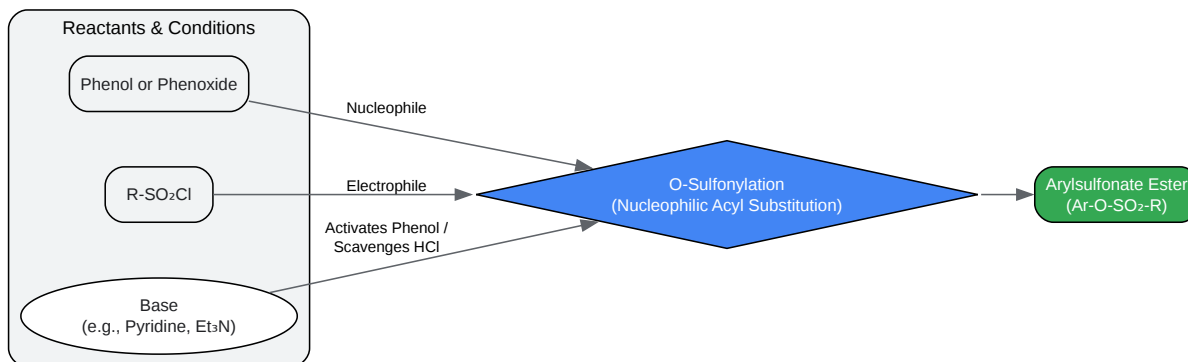 Reactants & Conditions
Phenol or Phenoxide
Nucleophile
R-SO₂Cl
Electrophile
O-Sulfonylation
(Nucleophilic Acyl Substitution)
Arylsulfonate Ester
(Ar-O-SO₂-R)
Activates Phenol /
Scavenges HCl
Base
(e.g., Pyridine, Et₃N)